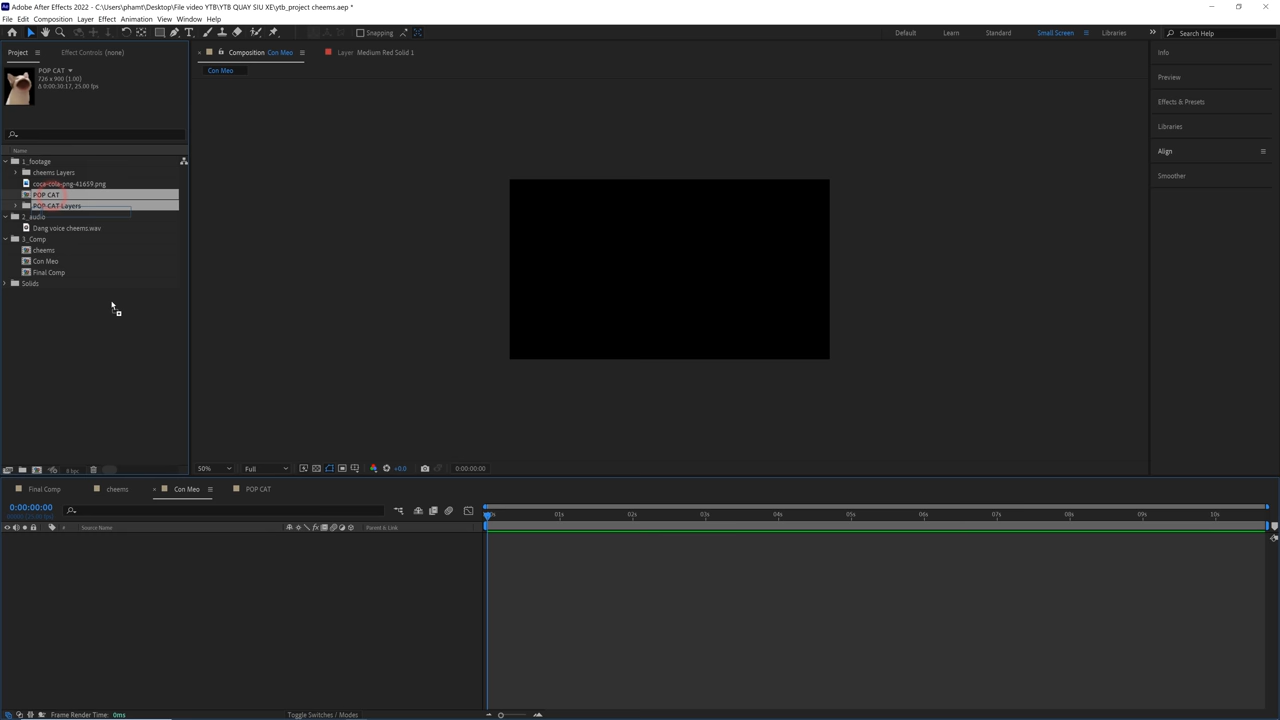 Adobe After Effects 2022 - C:\Users\phamt\Desktop\File video YTB\YTB QUAY SIU XE\ytb_project cheems.aep *
File Edit Composition Layer Effect Animation View Window Help
Snapping
Default Learn Standard Small Screen Libraries Search Help
Project Effect Controls (none)
Composition Con Meo Layer Medium Red Solid 1
Info
POP CAT
726 x 900 (1.00)
Δ 0:00:30:17, 25.00 fps
Con Meo
Preview
Effects & Presets
Libraries
Align
Smoother
Name
1_footage
cheems Layers
coca-cola-png-41659.png
POP CAT
POP CAT Layers
2_audio
Dang voice cheems.wav
3_Comp
cheems
Con Meo
Final Comp
Solids
8 bpc
50% Full +0.0 0:00:00:00
Final Comp cheems Con Meo POP CAT
0:00:00:00
# Source Name Parent & Link
01s 02s 03s 04s 05s 06s 07s 08s 09s 10s
Frame Render Time: 0ms Toggle Switches / Modes